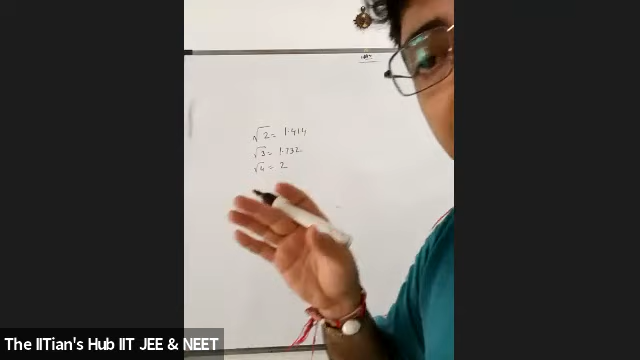 √2 = 1.414
√3 = 1.732
√4 = 2
The IITian's Hub IIT JEE & NEET